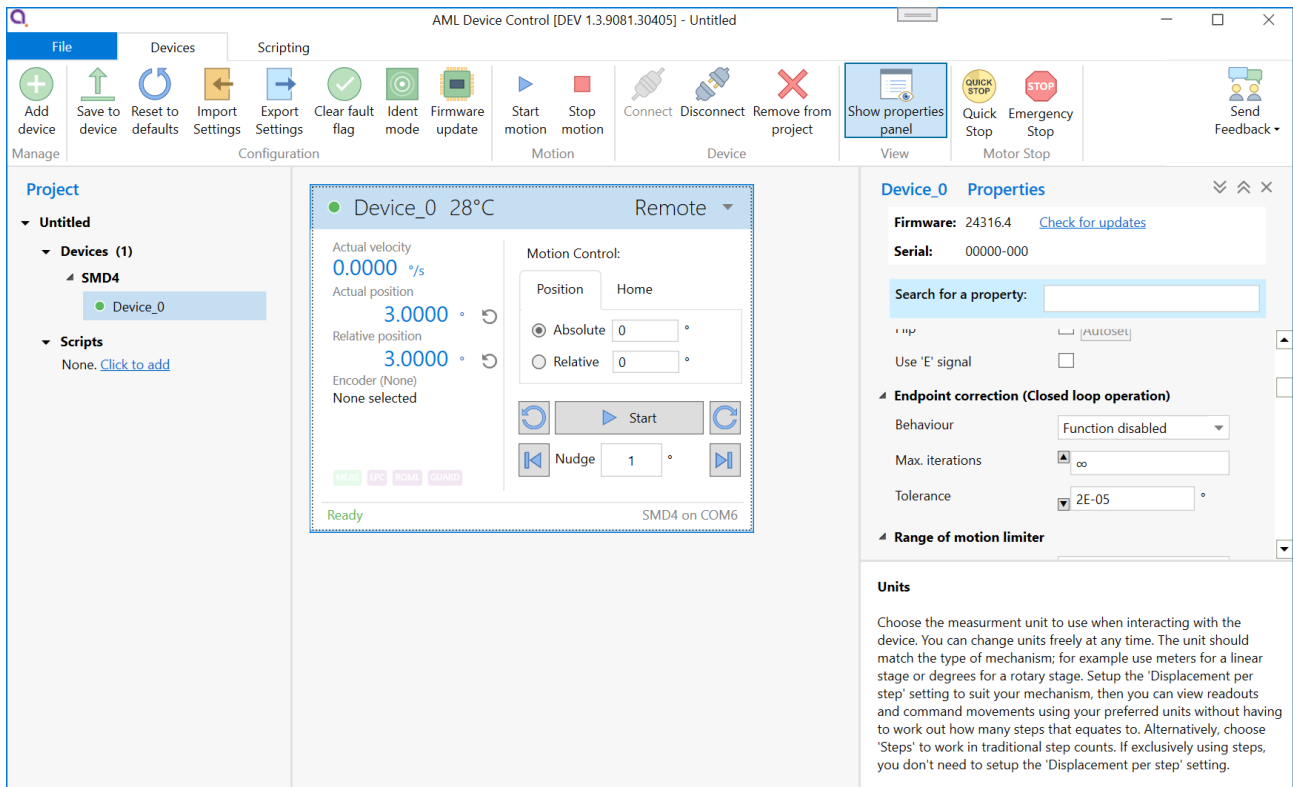 AML Device Control [DEV 1.3.9081.30405] - Untitled
File Devices Scripting
Add device
Save to device
Reset to defaults
Import Settings
Export Settings
Clear fault flag
Ident mode
Firmware update
Start motion
Stop motion
Connect
Disconnect
Remove from project
Show properties panel
QUICK STOP
Quick Stop
STOP
Emergency Stop
Send Feedback
Manage Configuration Motion Device View Motor Stop
Project
Untitled
Devices (1)
SMD4
Device_0
Scripts
None. Click to add
Device_0 28°C Remote
Actual velocity
0.0000 °/s
Actual position
3.0000 °
Relative position
3.0000 °
Encoder (None)
None selected
EPC ROML GUARD
Ready
Motion Control:
Position Home
Absolute 0 °
Relative 0 °
Start
Nudge 1 °
SMD4 on COM6
Device_0 Properties
Firmware: 24316.4 Check for updates
Serial: 00000-000
Search for a property:
Flip Autoset
Use 'E' signal
Endpoint correction (Closed loop operation)
Behaviour Function disabled
Max. iterations ∞
Tolerance 2E-05 °
Range of motion limiter
Units
Choose the measurment unit to use when interacting with the
device. You can change units freely at any time. The unit should
match the type of mechanism; for example use meters for a linear
stage or degrees for a rotary stage. Setup the 'Displacement per
step' setting to suit your mechanism, then you can view readouts
and command movements using your preferred units without having
to work out how many steps that equates to. Alternatively, choose
'Steps' to work in traditional step counts. If exclusively using steps,
you don't need to setup the 'Displacement per step' setting.